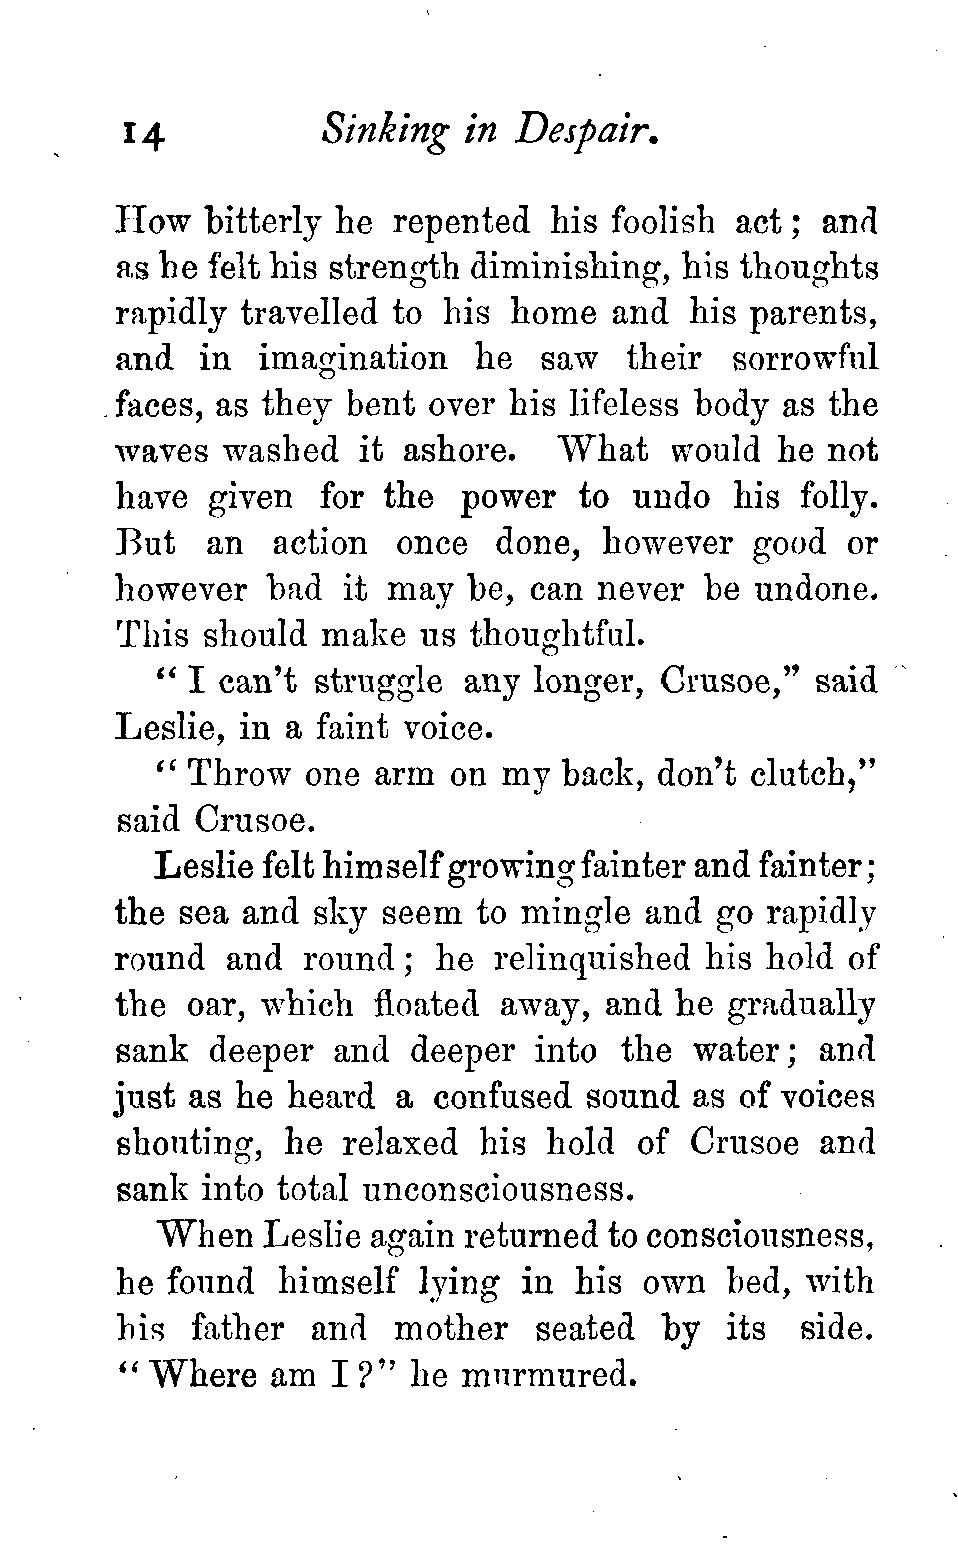 14 Sinking in Despair.
How bitterly he repented his foolish act; and
as he felt his strength diminishing, his thoughts
rapidly travelled to his home and his parents,
and in imagination he saw their sorrowful
faces, as they bent over his lifeless body as the
waves washed it ashore. What would he not
have given for the power to undo his folly.
But an action once done, however good or
however bad it may be, can never be undone.
This should make us thoughtful.
“I can't struggle any longer, Crusoe,” said
Leslie, in a faint voice.
“Throw one arm on my back, don't clutch,”
said Crusoe.
Leslie felt himself growing fainter and fainter;
the sea and sky seem to mingle and go rapidly
round and round; he relinquished his hold of
the oar, which floated away, and he gradually
sank deeper and deeper into the water; and
just as he heard a confused sound as of voices
shouting, he relaxed his hold of Crusoe and
sank into total unconsciousness.
When Leslie again returned to consciousness,
he found himself lying in his own bed, with
his father and mother seated by its side.
“Where am I?” he murmured.